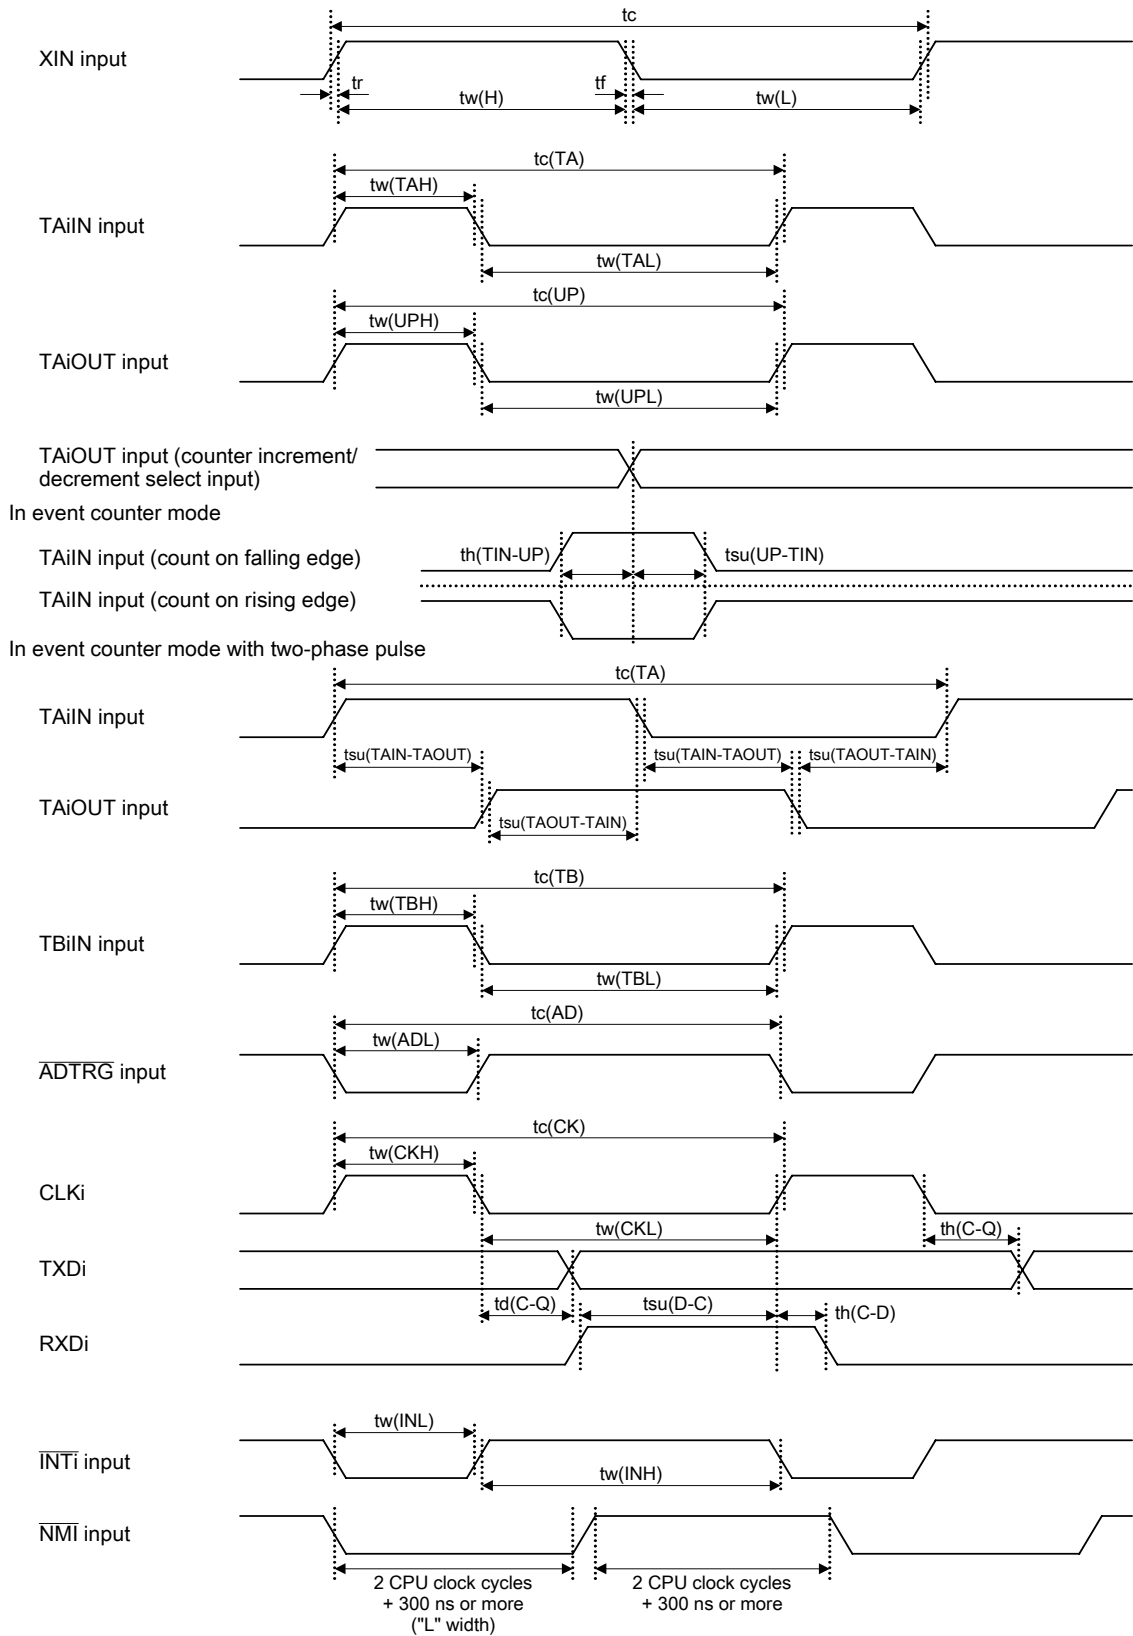 tc
XIN input
tr
tf
tw(H)
tw(L)
tc(TA)
tw(TAH)
TAiIN input
tw(TAL)
tc(UP)
tw(UPH)
TAiOUT input
tw(UPL)
TAiOUT input (counter increment/
decrement select input)
In event counter mode
TAiIN input (count on falling edge)
th(TIN-UP)
tsu(UP-TIN)
TAiIN input (count on rising edge)
In event counter mode with two-phase pulse
tc(TA)
TAiIN input
tsu(TAIN-TAOUT)
tsu(TAIN-TAOUT)
tsu(TAOUT-TAIN)
TAiOUT input
tsu(TAOUT-TAIN)
tc(TB)
tw(TBH)
TBiIN input
tw(TBL)
tc(AD)
tw(ADL)
ADTRG input
tc(CK)
tw(CKH)
CLKi
tw(CKL)
th(C-Q)
TXDi
td(C-Q)
tsu(D-C)
th(C-D)
RXDi
tw(INL)
INTi input
tw(INH)
NMI input
2 CPU clock cycles
+ 300 ns or more
("L" width)
2 CPU clock cycles
+ 300 ns or more